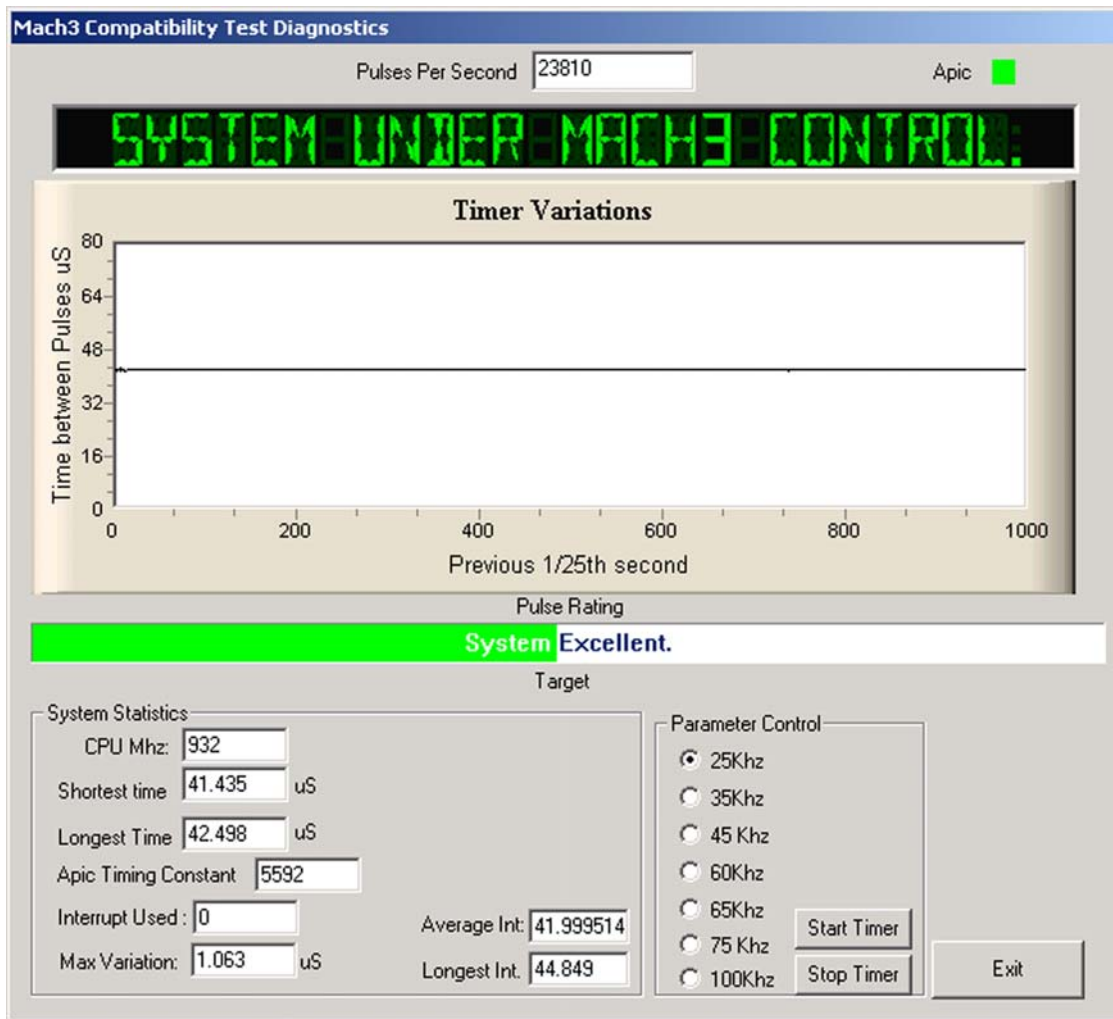 Mach3 Compatibility Test Diagnostics
Pulses Per Second 23810 Apic
SYSTEM UNDER MACH3 CONTROL.
Timer Variations
Time between Pulses uS
80
64
48
32
16
0
0 200 400 600 800 1000
Previous 1/25th second
Pulse Rating
System Excellent.
Target
System Statistics
CPU Mhz: 932
Shortest time 41.435 uS
Longest Time 42.498 uS
Apic Timing Constant 5592
Interrupt Used : 0
Max Variation: 1.063 uS
Average Int: 41.999514
Longest Int. 44.849
Parameter Control
25Khz
35Khz
45 Khz
60Khz
65Khz
75 Khz
100Khz
Start Timer
Stop Timer
Exit